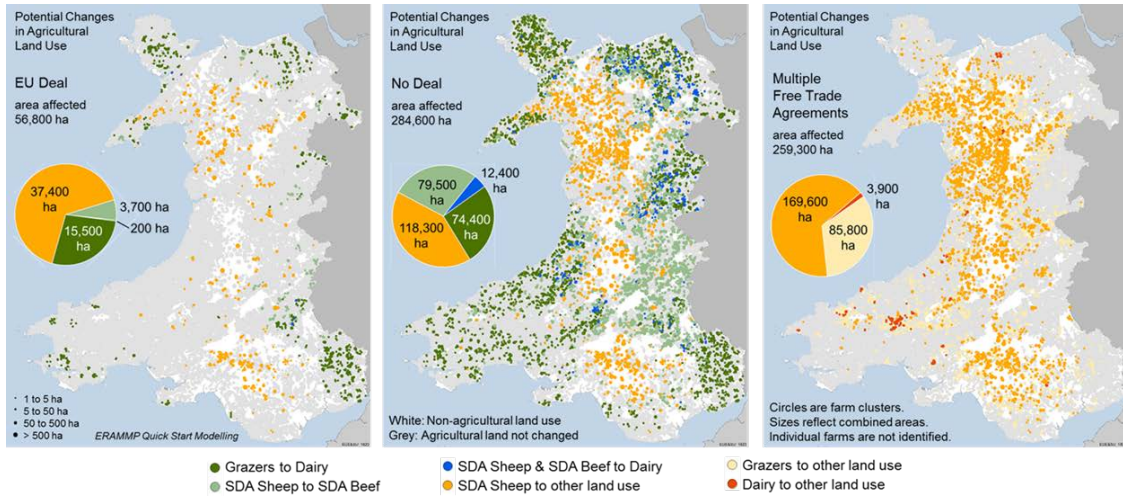 Potential Changes
in Agricultural
Land Use
EU Deal
area affected
56,800 ha
37,400
ha
3,700 ha
200 ha
15,500
ha
1 to 5 ha
5 to 50 ha
50 to 500 ha
> 500 ha
ERAMMP Quick Start Modelling
Potential Changes
in Agricultural
Land Use
No Deal
area affected
284,600 ha
79,500
ha
12,400
ha
74,400
ha
118,300
ha
White: Non-agricultural land use
Grey: Agricultural land not changed
Potential Changes
in Agricultural
Land Use
Multiple
Free Trade
Agreements
area affected
259,300 ha
169,600
ha
3,900
ha
85,800
ha
Circles are farm clusters.
Sizes reflect combined areas.
Individual farms are not identified.
Grazers to Dairy
SDA Sheep to SDA Beef
SDA Sheep & SDA Beef to Dairy
SDA Sheep to other land use
Grazers to other land use
Dairy to other land use